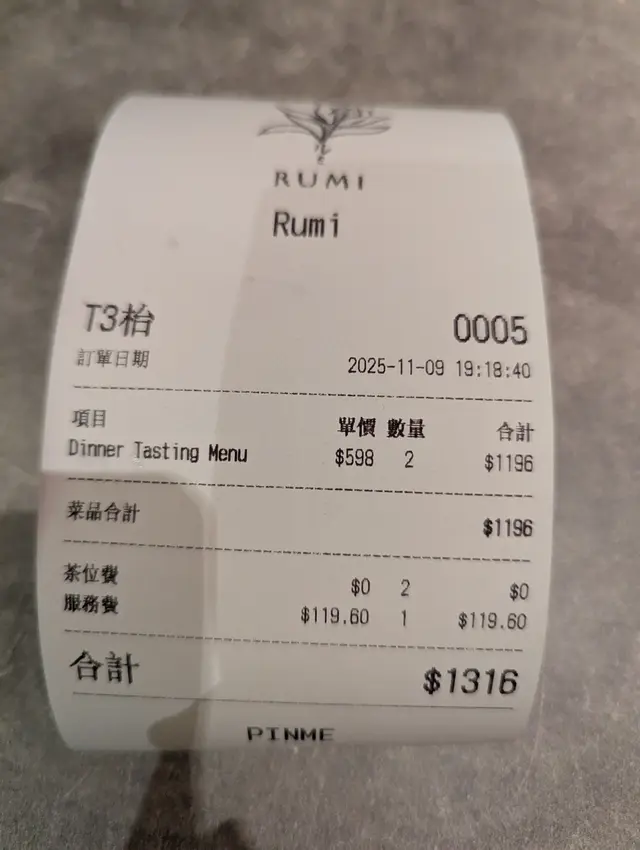 RUMI
Rumi
T3枱 0005
訂單日期 2025-11-09 19:18:40
項目 單價 數量 合計
Dinner Tasting Menu $598 2 $1196
菜品合計 $1196
茶位費 $0 2 $0
服務費 $119.60 1 $119.60
合計 $1316
PINME